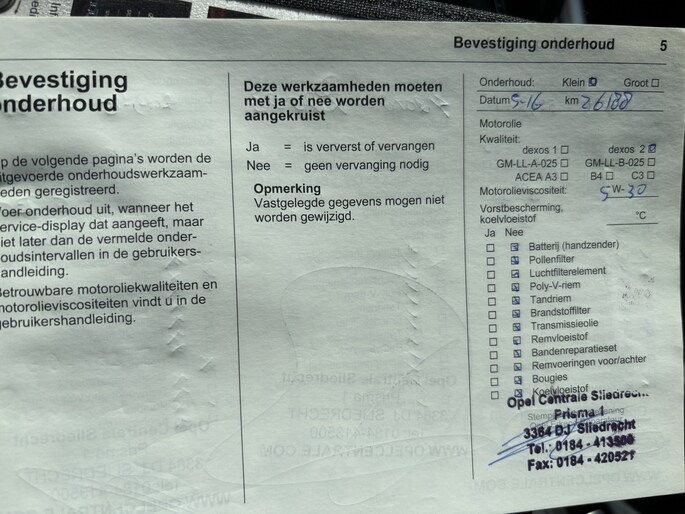 Bevestiging onderhoud 5
Bevestiging
onderhoud
op de volgende pagina's worden de
itgevoerde onderhoudswerkzaam-
eden geregistreerd.
oer onderhoud uit, wanneer het
ervice-display dat aangeeft, maar
iet later dan de vermelde onder-
oudsintervallen in de gebruikers-
andleiding.
Betrouwbare motoroliekwaliteiten en
motorolieviscositeiten vindt u in de
gebruikershandleiding.
Deze werkzaamheden moeten
met ja of nee worden
aangekruist
Ja = is ververst of vervangen
Nee = geen vervanging nodig
Opmerking
Vastgelegde gegevens mogen niet
worden gewijzigd.
Onderhoud: Klein Groot
Datum 5-16 km 26188
Motorolie
Kwaliteit:
dexos 1 dexos 2
GM-LL-A-025 GM-LL-B-025
ACEA A3 B4 C3
Motorolieviscositeit: 5 W-30
Vorstbescherming,
koelvloeistof °C
Ja Nee
Batterij (handzender)
Pollenfilter
Luchtfilterelement
Poly-V-riem
Tandriem
Brandstoffilter
Transmissieolie
Remvloeistof
Bandenreparatieset
Remvoeringen voor/achter
Bougies
Koelvloeistof
Opel Centrale Sliedrecht
Prisma 1
3364 DJ Sliedrecht
Tel.: 0184 - 413500
Fax: 0184 - 420521